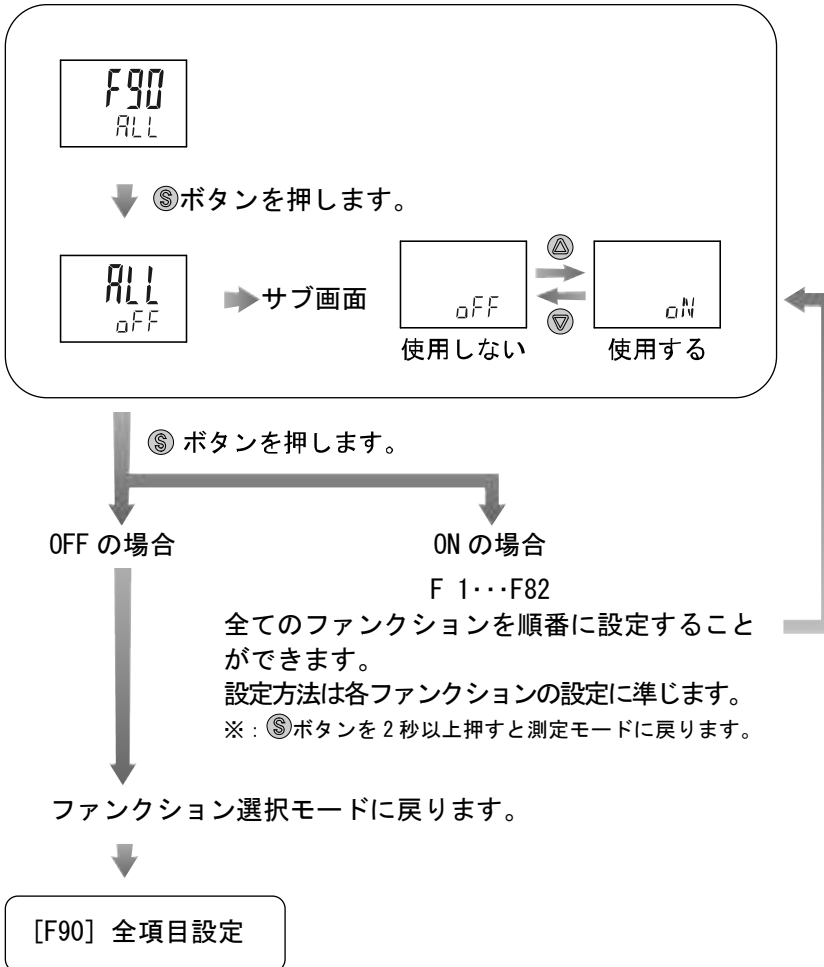 F90
ALL
Ⓢボタンを押します。
ALL
oFF
サブ画面
oFF
oN
使用しない
使用する
Ⓢ ボタンを押します。
OFF の場合
ON の場合
F 1･･･F82
全てのファンクションを順番に設定すること
ができます。
設定方法は各ファンクションの設定に準じます。
※：Ⓢボタンを 2 秒以上押すと測定モードに戻ります。
ファンクション選択モードに戻ります。
[F90] 全項目設定